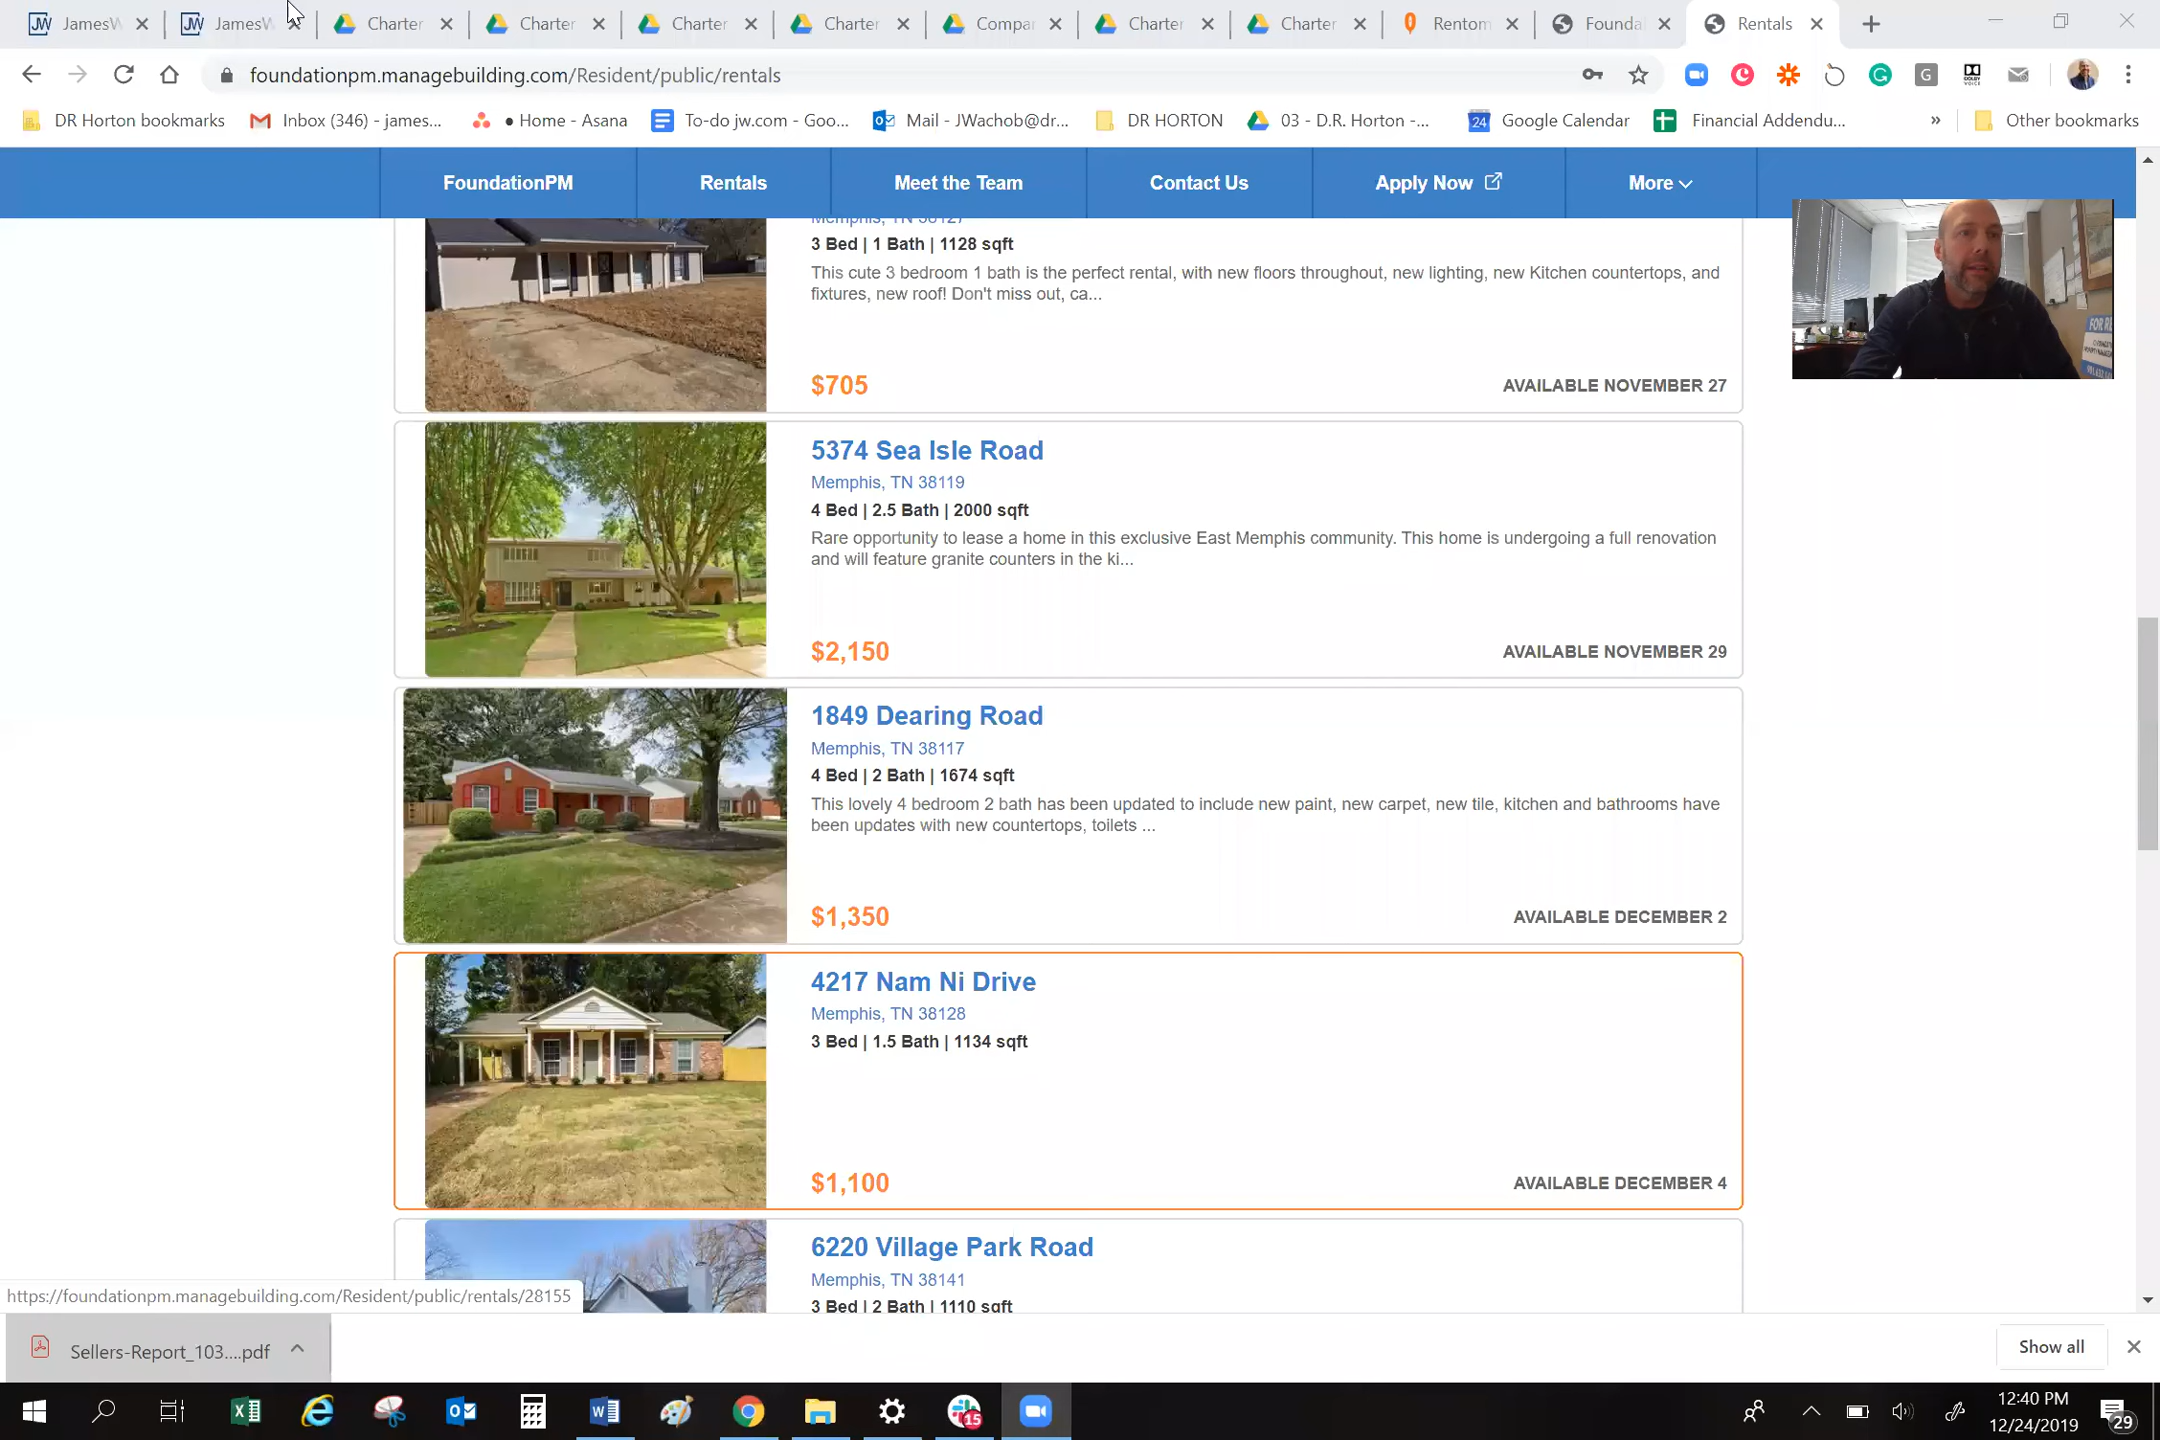 JamesW
JamesW
Charter
Charter
Charter
Charter
Compar
Charter
Charter
Rentom
Founda
Rentals
foundationpm.managebuilding.com/Resident/public/rentals
DR Horton bookmarks
Inbox (346) - james...
● Home - Asana
To-do jw.com - Goo...
Mail - JWachob@dr...
DR HORTON
03 - D.R. Horton -...
24
Google Calendar
Financial Addendu...
»
Other bookmarks
FoundationPM
Rentals
Meet the Team
Contact Us
Apply Now
More
Memphis, TN 38127
3 Bed | 1 Bath | 1128 sqft
This cute 3 bedroom 1 bath is the perfect rental, with new floors throughout, new lighting, new Kitchen countertops, and
fixtures, new roof! Don't miss out, ca...
$705
AVAILABLE NOVEMBER 27
5374 Sea Isle Road
Memphis, TN 38119
4 Bed | 2.5 Bath | 2000 sqft
Rare opportunity to lease a home in this exclusive East Memphis community. This home is undergoing a full renovation
and will feature granite counters in the ki...
$2,150
AVAILABLE NOVEMBER 29
1849 Dearing Road
Memphis, TN 38117
4 Bed | 2 Bath | 1674 sqft
This lovely 4 bedroom 2 bath has been updated to include new paint, new carpet, new tile, kitchen and bathrooms have
been updates with new countertops, toilets ...
$1,350
AVAILABLE DECEMBER 2
4217 Nam Ni Drive
Memphis, TN 38128
3 Bed | 1.5 Bath | 1134 sqft
$1,100
AVAILABLE DECEMBER 4
6220 Village Park Road
Memphis, TN 38141
3 Bed | 2 Bath | 1110 sqft
https://foundationpm.managebuilding.com/Resident/public/rentals/28155
Sellers-Report_103....pdf
Show all
15
12:40 PM
12/24/2019
29